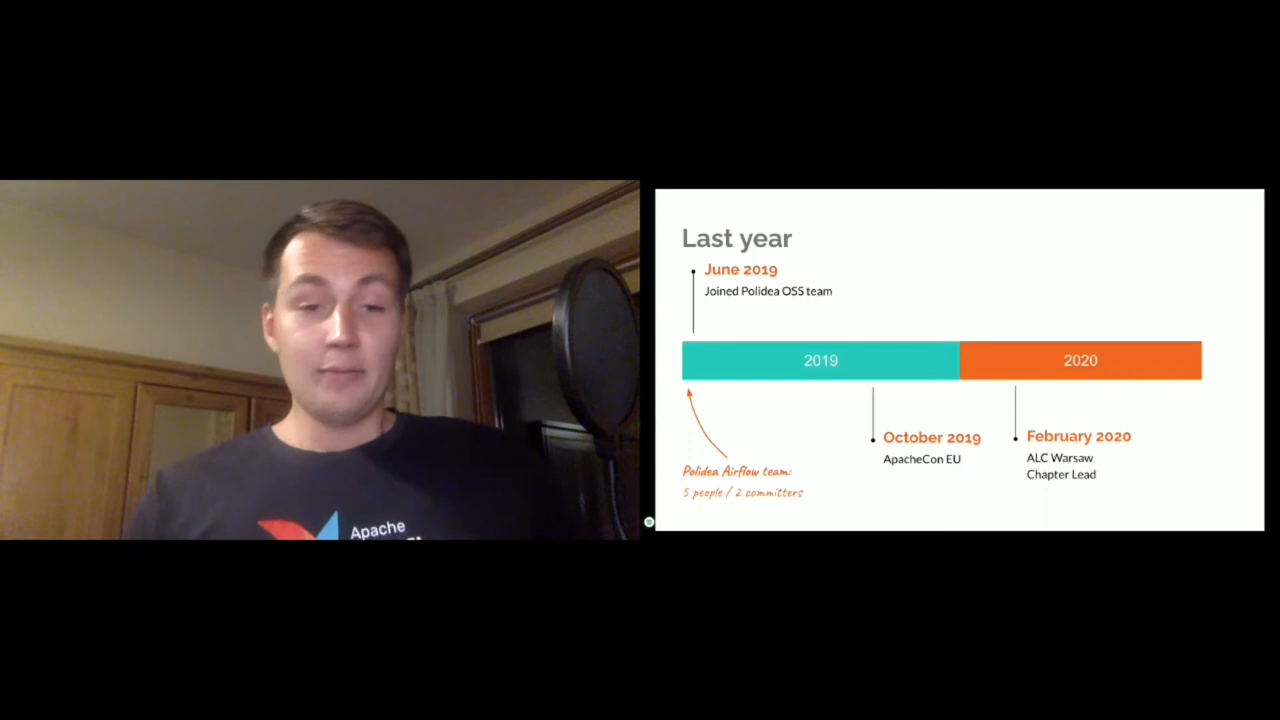 Apache
Last year
June 2019
Joined Polidea OSS team
2019
2020
October 2019
ApacheCon EU
February 2020
ALC Warsaw
Chapter Lead
Polidea Airflow team:
5 people / 2 committers